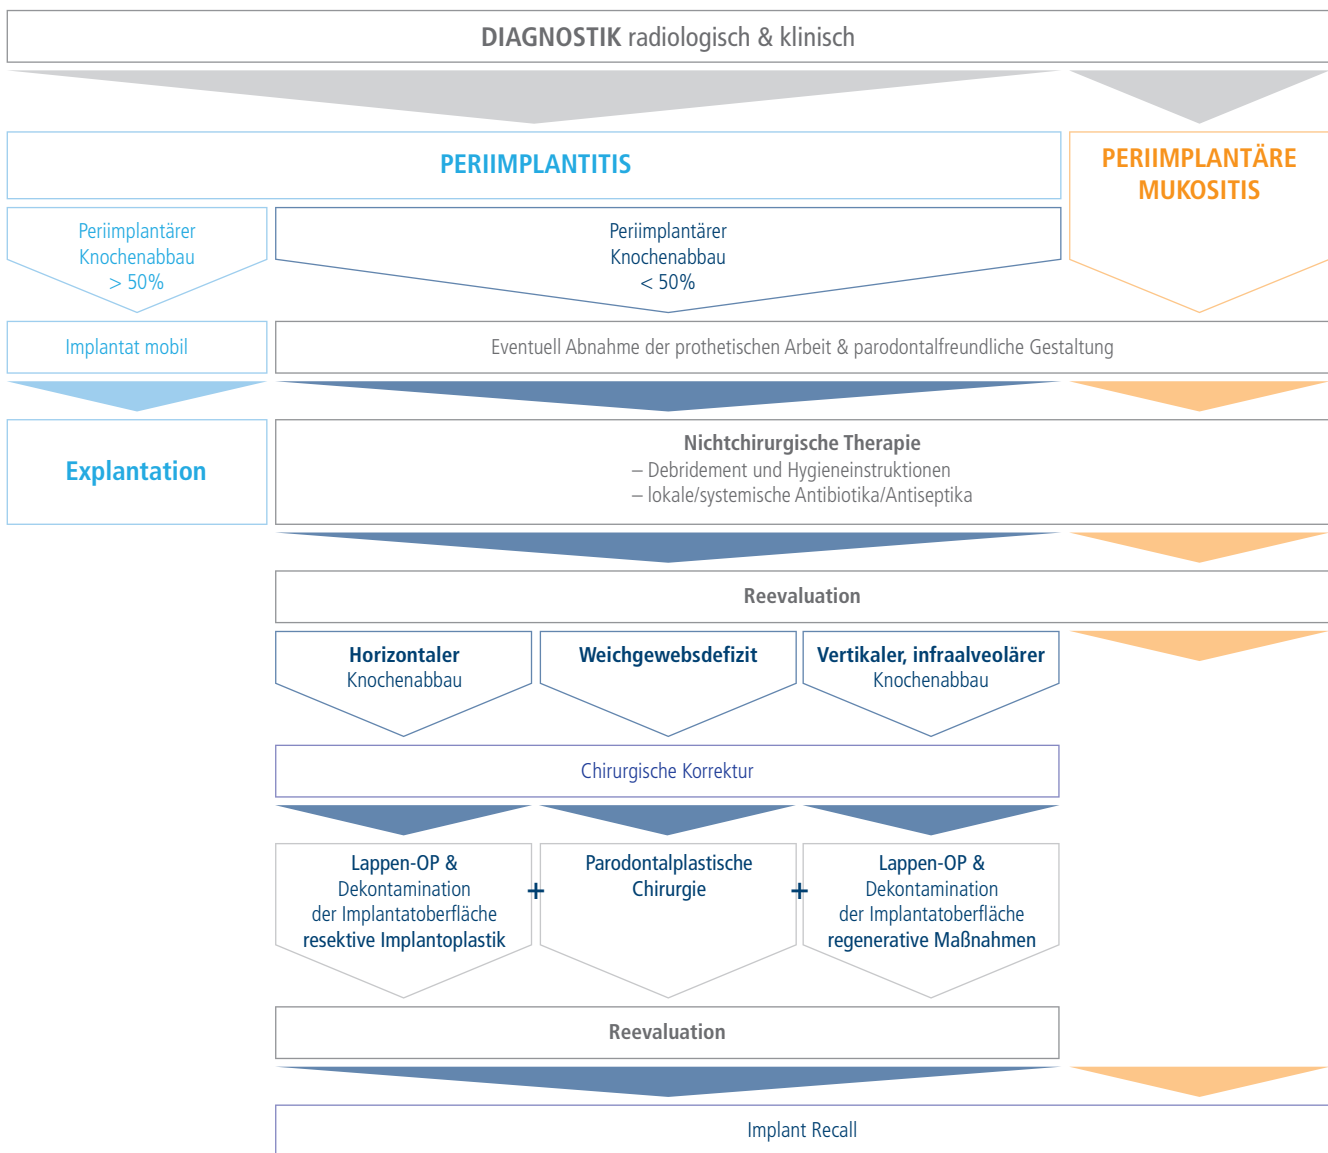 DIAGNOSTIK radiologisch & klinisch
PERIIMPLANTITIS
PERIIMPLANTÄRE
MUKOSITIS
Periimplantärer
Knochenabbau
> 50%
Periimplantärer
Knochenabbau
< 50%
Implantat mobil
Eventuell Abnahme der prothetischen Arbeit & parodontalfreundliche Gestaltung
Explantation
Nichtchirurgische Therapie
– Debridement und Hygieneinstruktionen
– lokale/systemische Antibiotika/Antiseptika
Reevaluation
Horizontaler
Knochenabbau
Weichgewebsdefizit
Vertikaler, infraalveolärer
Knochenabbau
Chirurgische Korrektur
Lappen-OP &
Dekontamination
der Implantatoberfläche
resektive Implantoplastik
+
Parodontalplastische
Chirurgie
+
Lappen-OP &
Dekontamination
der Implantatoberfläche
regenerative Maßnahmen
Reevaluation
Implant Recall